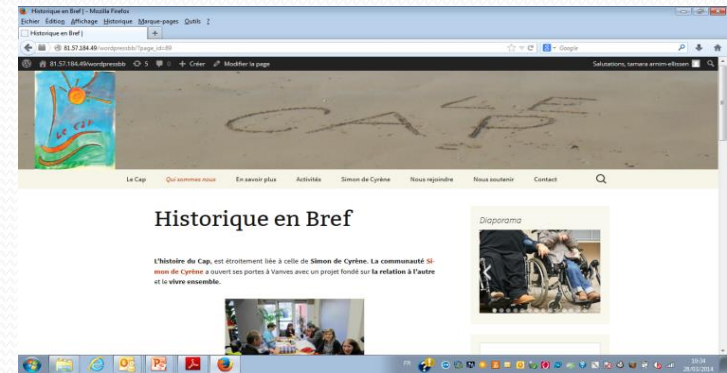 Historique en Bref | - Mozilla Firefox
Fichier Édition Affichage Historique Marque-pages Outils ?
Historique en Bref |
81.57.184.49/wordpressbb/?page_id=89
Google
81.57.184.49/wordpressbb 5 0 + Créer Modifier la page
Salutations, tamara arnim-ellissen
LE CAP
LE
CAP
Le Cap Qui sommes nous En savoir plus Activités Simon de Cyrène Nous rejoindre Nous soutenir Contact
Historique en Bref
Diaporama
L'histoire du Cap, est étroitement liée à celle de Simon de Cyrène. La communauté Si-
mon de Cyrène a ouvert ses portes à Vanves avec un projet fondé sur la relation à l'autre
et le vivre ensemble.
FR
16:34
28/03/2014